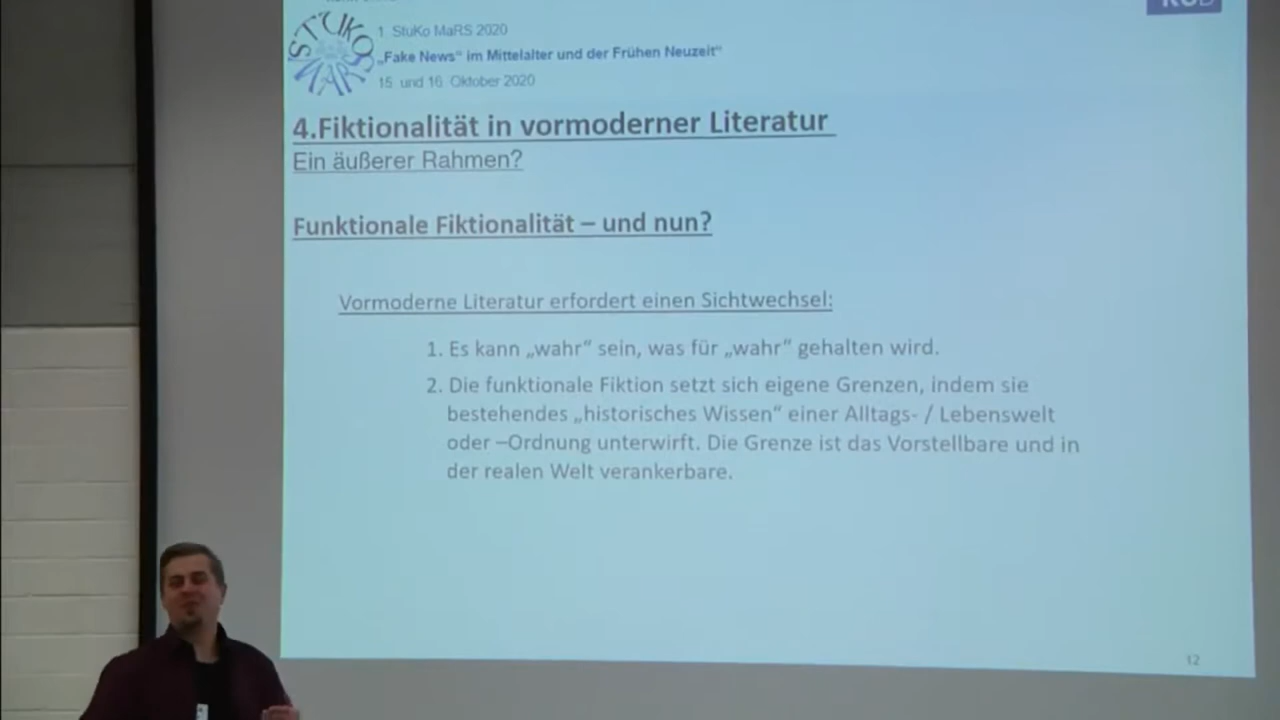 STUKO
MARS
1. StuKo MaRS 2020
„Fake News“ im Mittelalter und der Frühen Neuzeit“
15. und 16. Oktober 2020
4.Fiktionalität in vormoderner Literatur
Ein äußerer Rahmen?
Funktionale Fiktionalität – und nun?
Vormoderne Literatur erfordert einen Sichtwechsel:
1. Es kann „wahr“ sein, was für „wahr“ gehalten wird.
2. Die funktionale Fiktion setzt sich eigene Grenzen, indem sie
bestehendes „historisches Wissen“ einer Alltags- / Lebenswelt
oder –Ordnung unterwirft. Die Grenze ist das Vorstellbare und in
der realen Welt verankerbare.
12